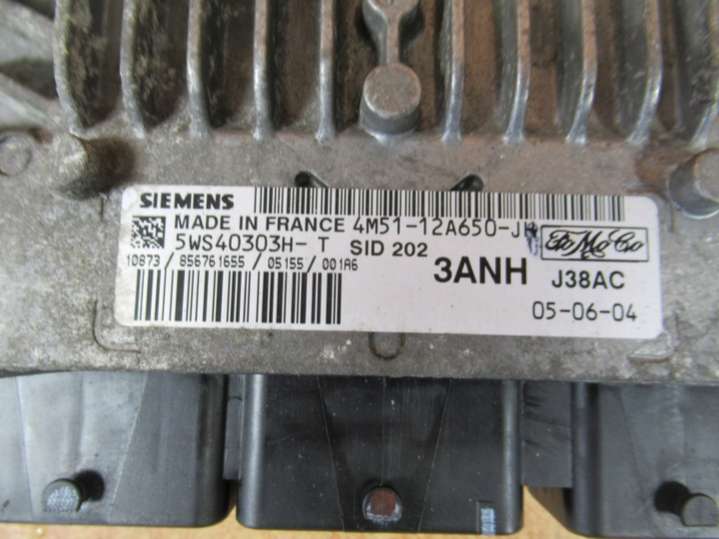 SIEMENS
MADE IN FRANCE 4M51-12A650-JH
5WS40303H- T SID 202
FoMoCo
10873/856761655/05155/001A6
3ANH J38AC
05-06-04